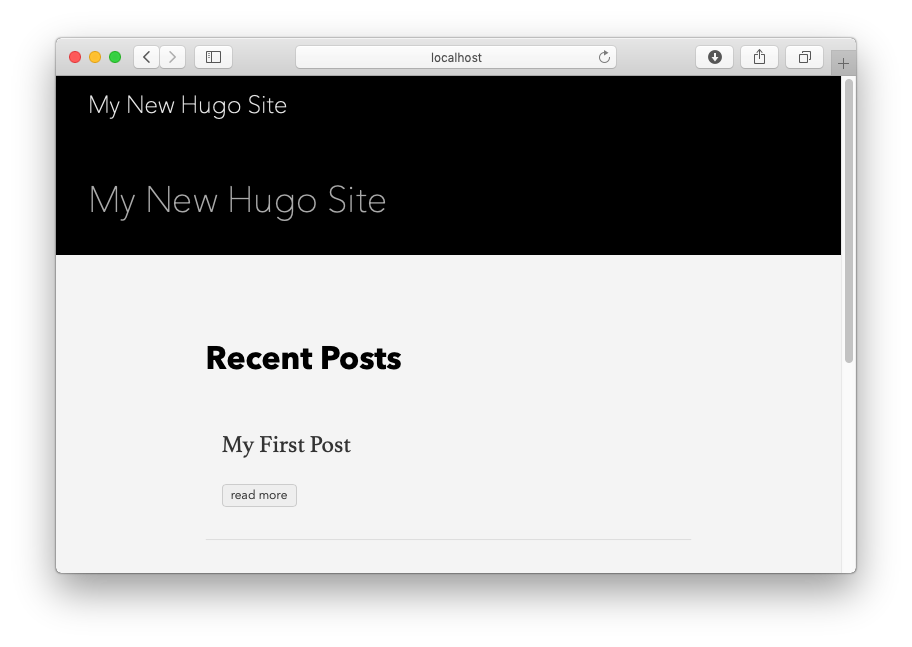 localhost
My New Hugo Site
My New Hugo Site
Recent Posts
My First Post
read more